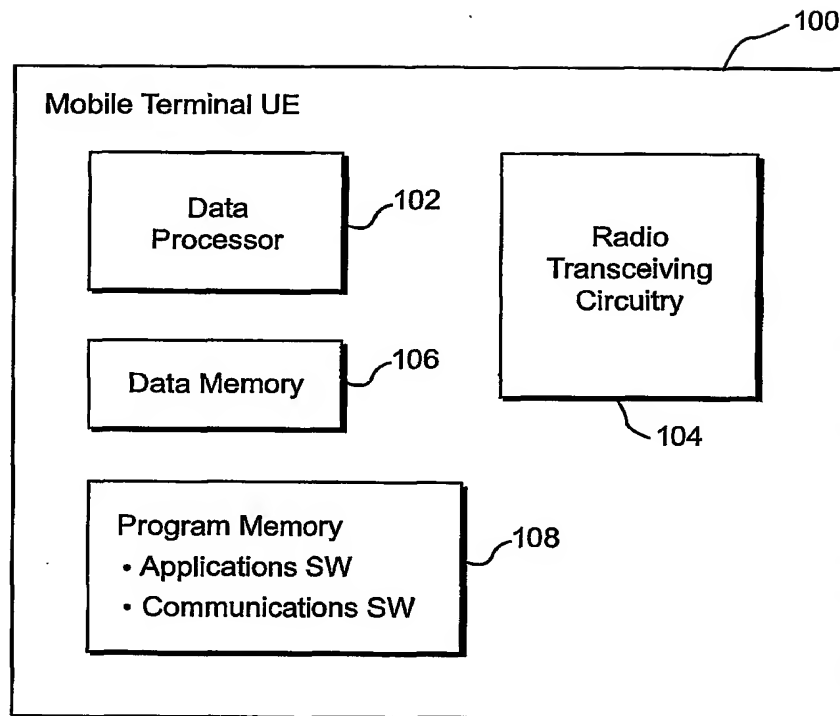 100
Mobile Terminal UE
Data
Processor
102
Radio
Transceiving
Circuitry
104
Data Memory
106
Program Memory
• Applications SW
• Communications SW
108